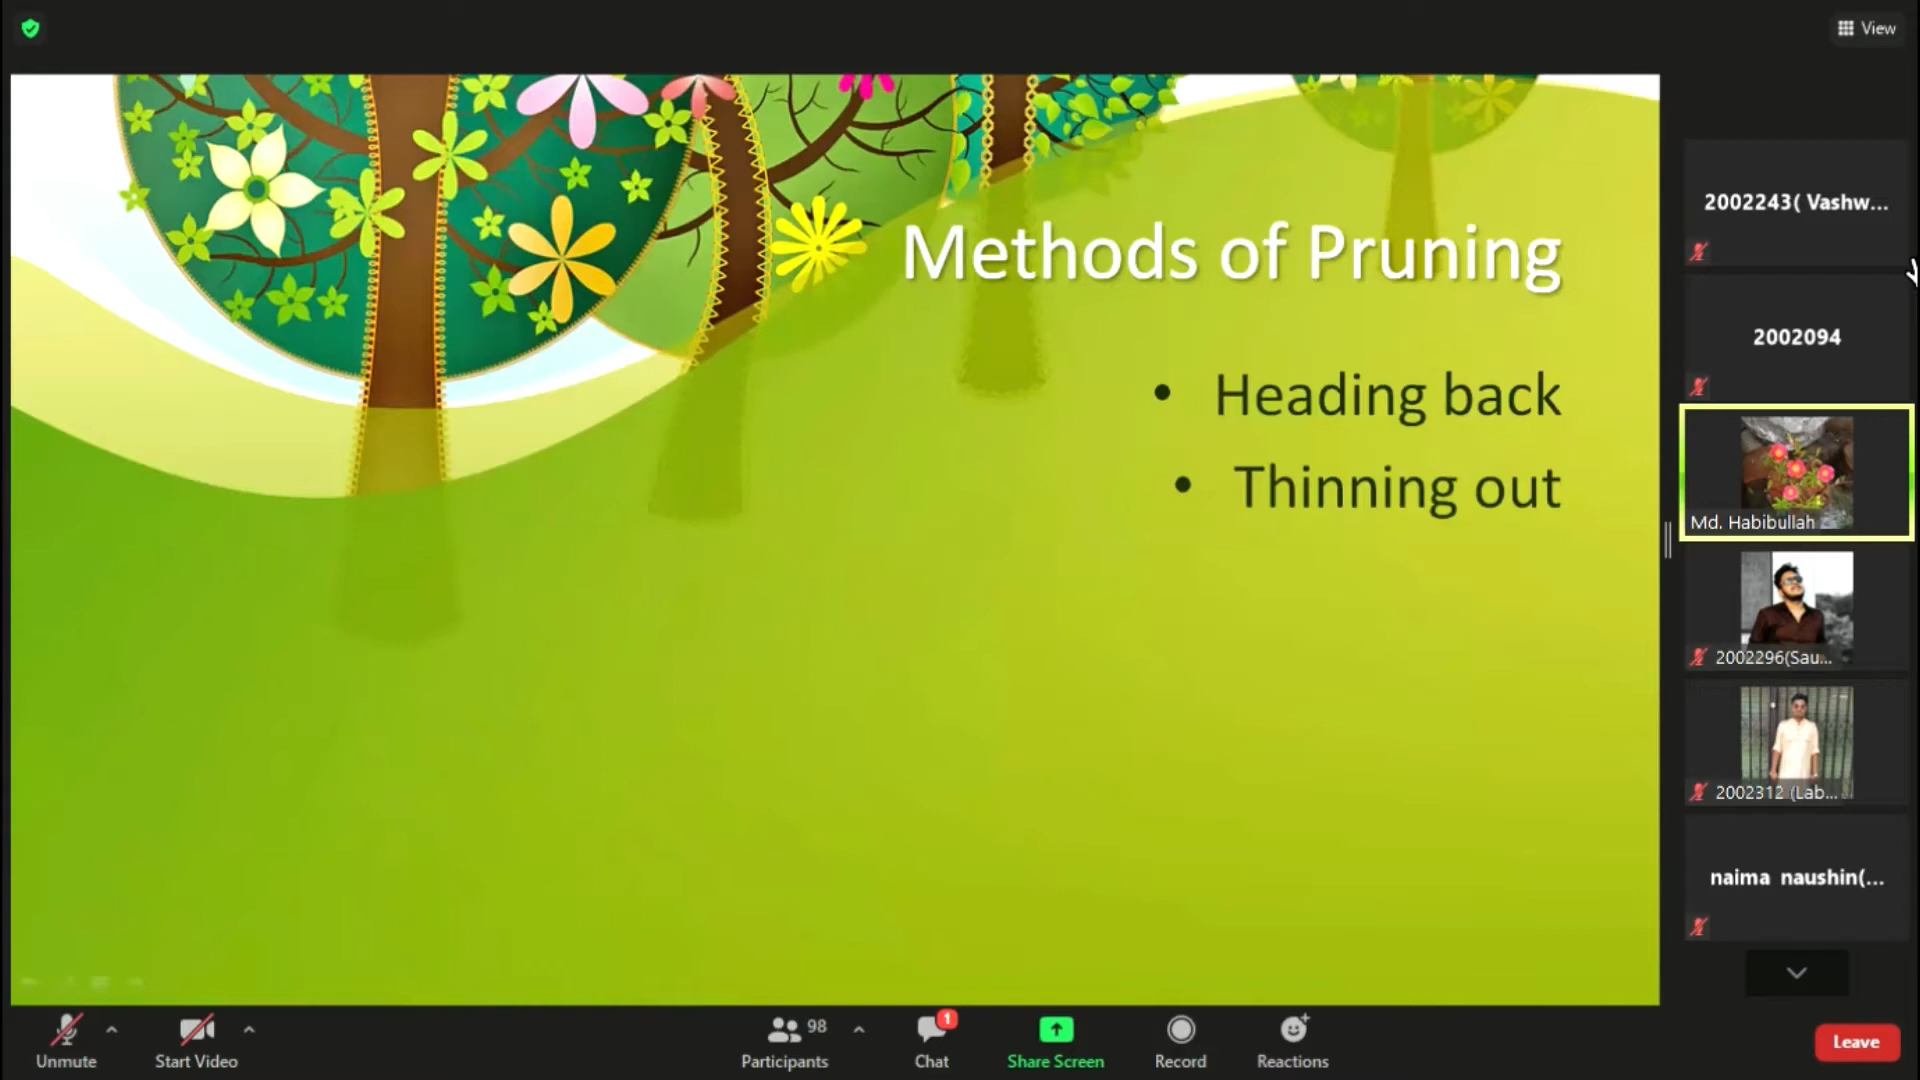 View
Methods of Pruning
• Heading back
• Thinning out
2002243( Vashw...
2002094
Md. Habibullah
2002296(Sau...
2002312 (Lab...
naima naushin(...
Unmute
Start Video
98
Participants
1
Chat
Share Screen
Record
Reactions
Leave